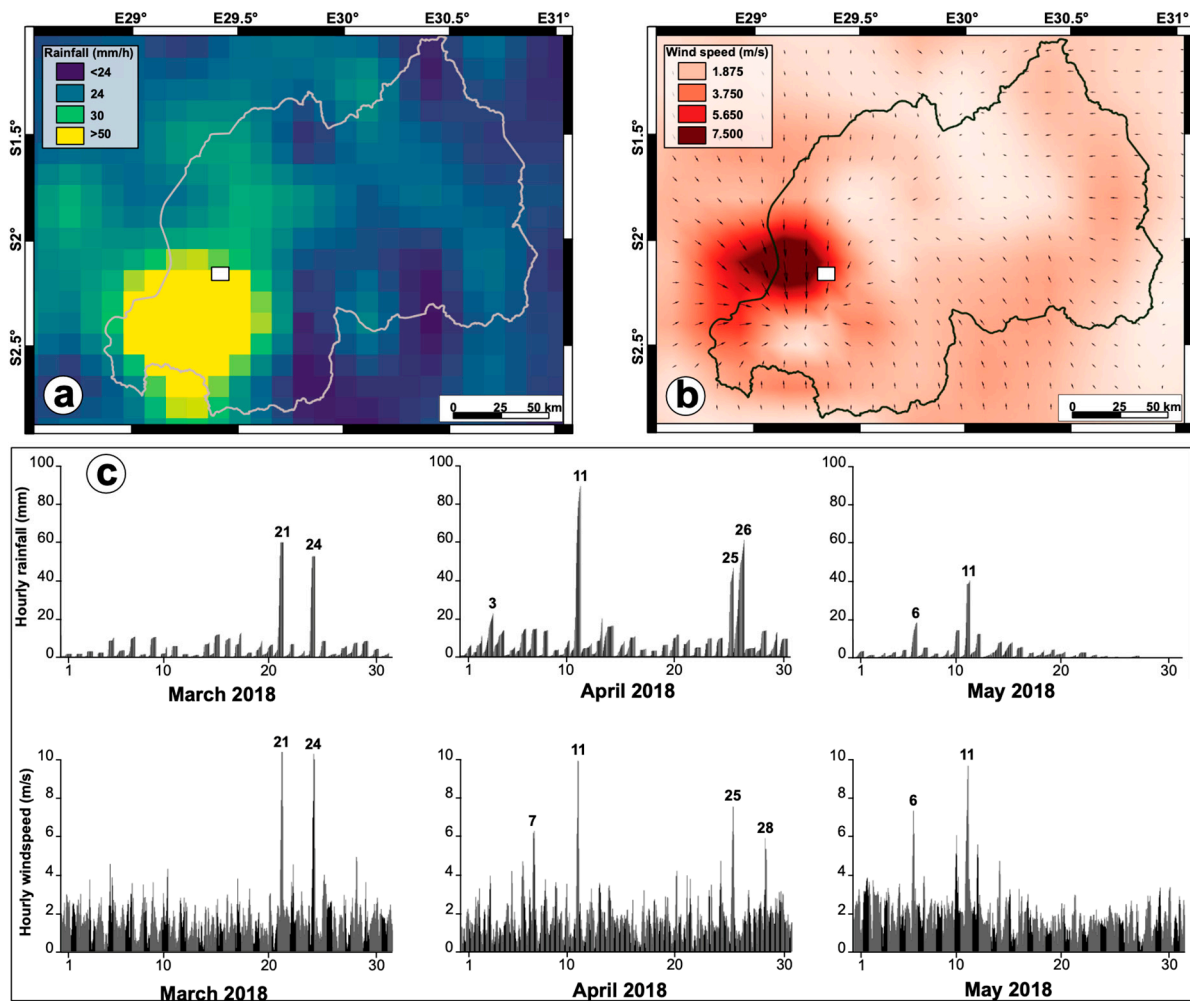 E29° E29.5° E30° E30.5° E31°
Rainfall (mm/h)
<24
24
30
>50
S1.5°
S2°
S2.5°
a
0 25 50 km
E29° E29.5° E30° E30.5° E31°
Wind speed (m/s)
1.875
3.750
5.650
7.500
S1.5°
S2°
S2.5°
b
0 25 50 km
c
Hourly rainfall (mm)
100
80
60
40
20
0
21
24
1 10 20 30
March 2018
100
80
60
40
20
0
3
11
25
26
1 10 20 30
April 2018
100
80
60
40
20
0
6
11
1 10 20 30
May 2018
Hourly windspeed (m/s)
10
8
6
4
2
0
21
24
1 10 20 30
March 2018
10
8
6
4
2
0
7
11
25
28
1 10 20 30
April 2018
10
8
6
4
2
0
6
11
1 10 20 30
May 2018